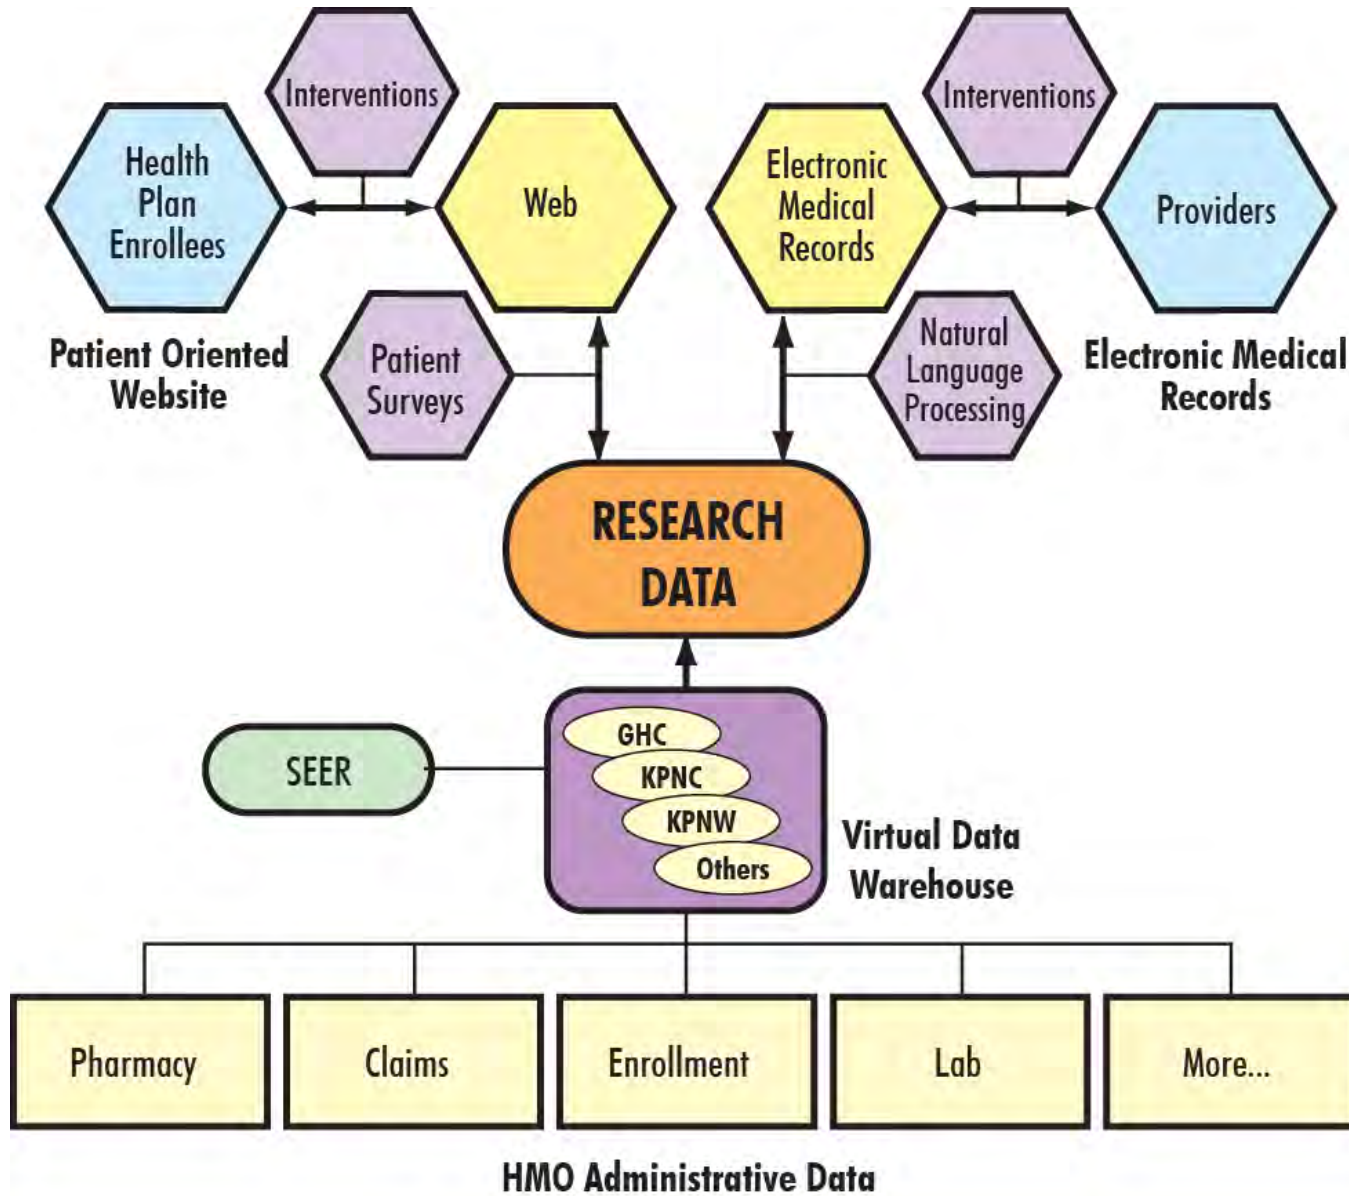 Interventions
Interventions
Health
Plan
Enrollees
Web
Electronic
Medical
Records
Providers
Patient Oriented
Website
Patient
Surveys
Natural
Language
Processing
Electronic Medical
Records
RESEARCH
DATA
SEER
GHC
KPNC
KPNW
Others
Virtual Data
Warehouse
Pharmacy
Claims
Enrollment
Lab
More...
HMO Administrative Data